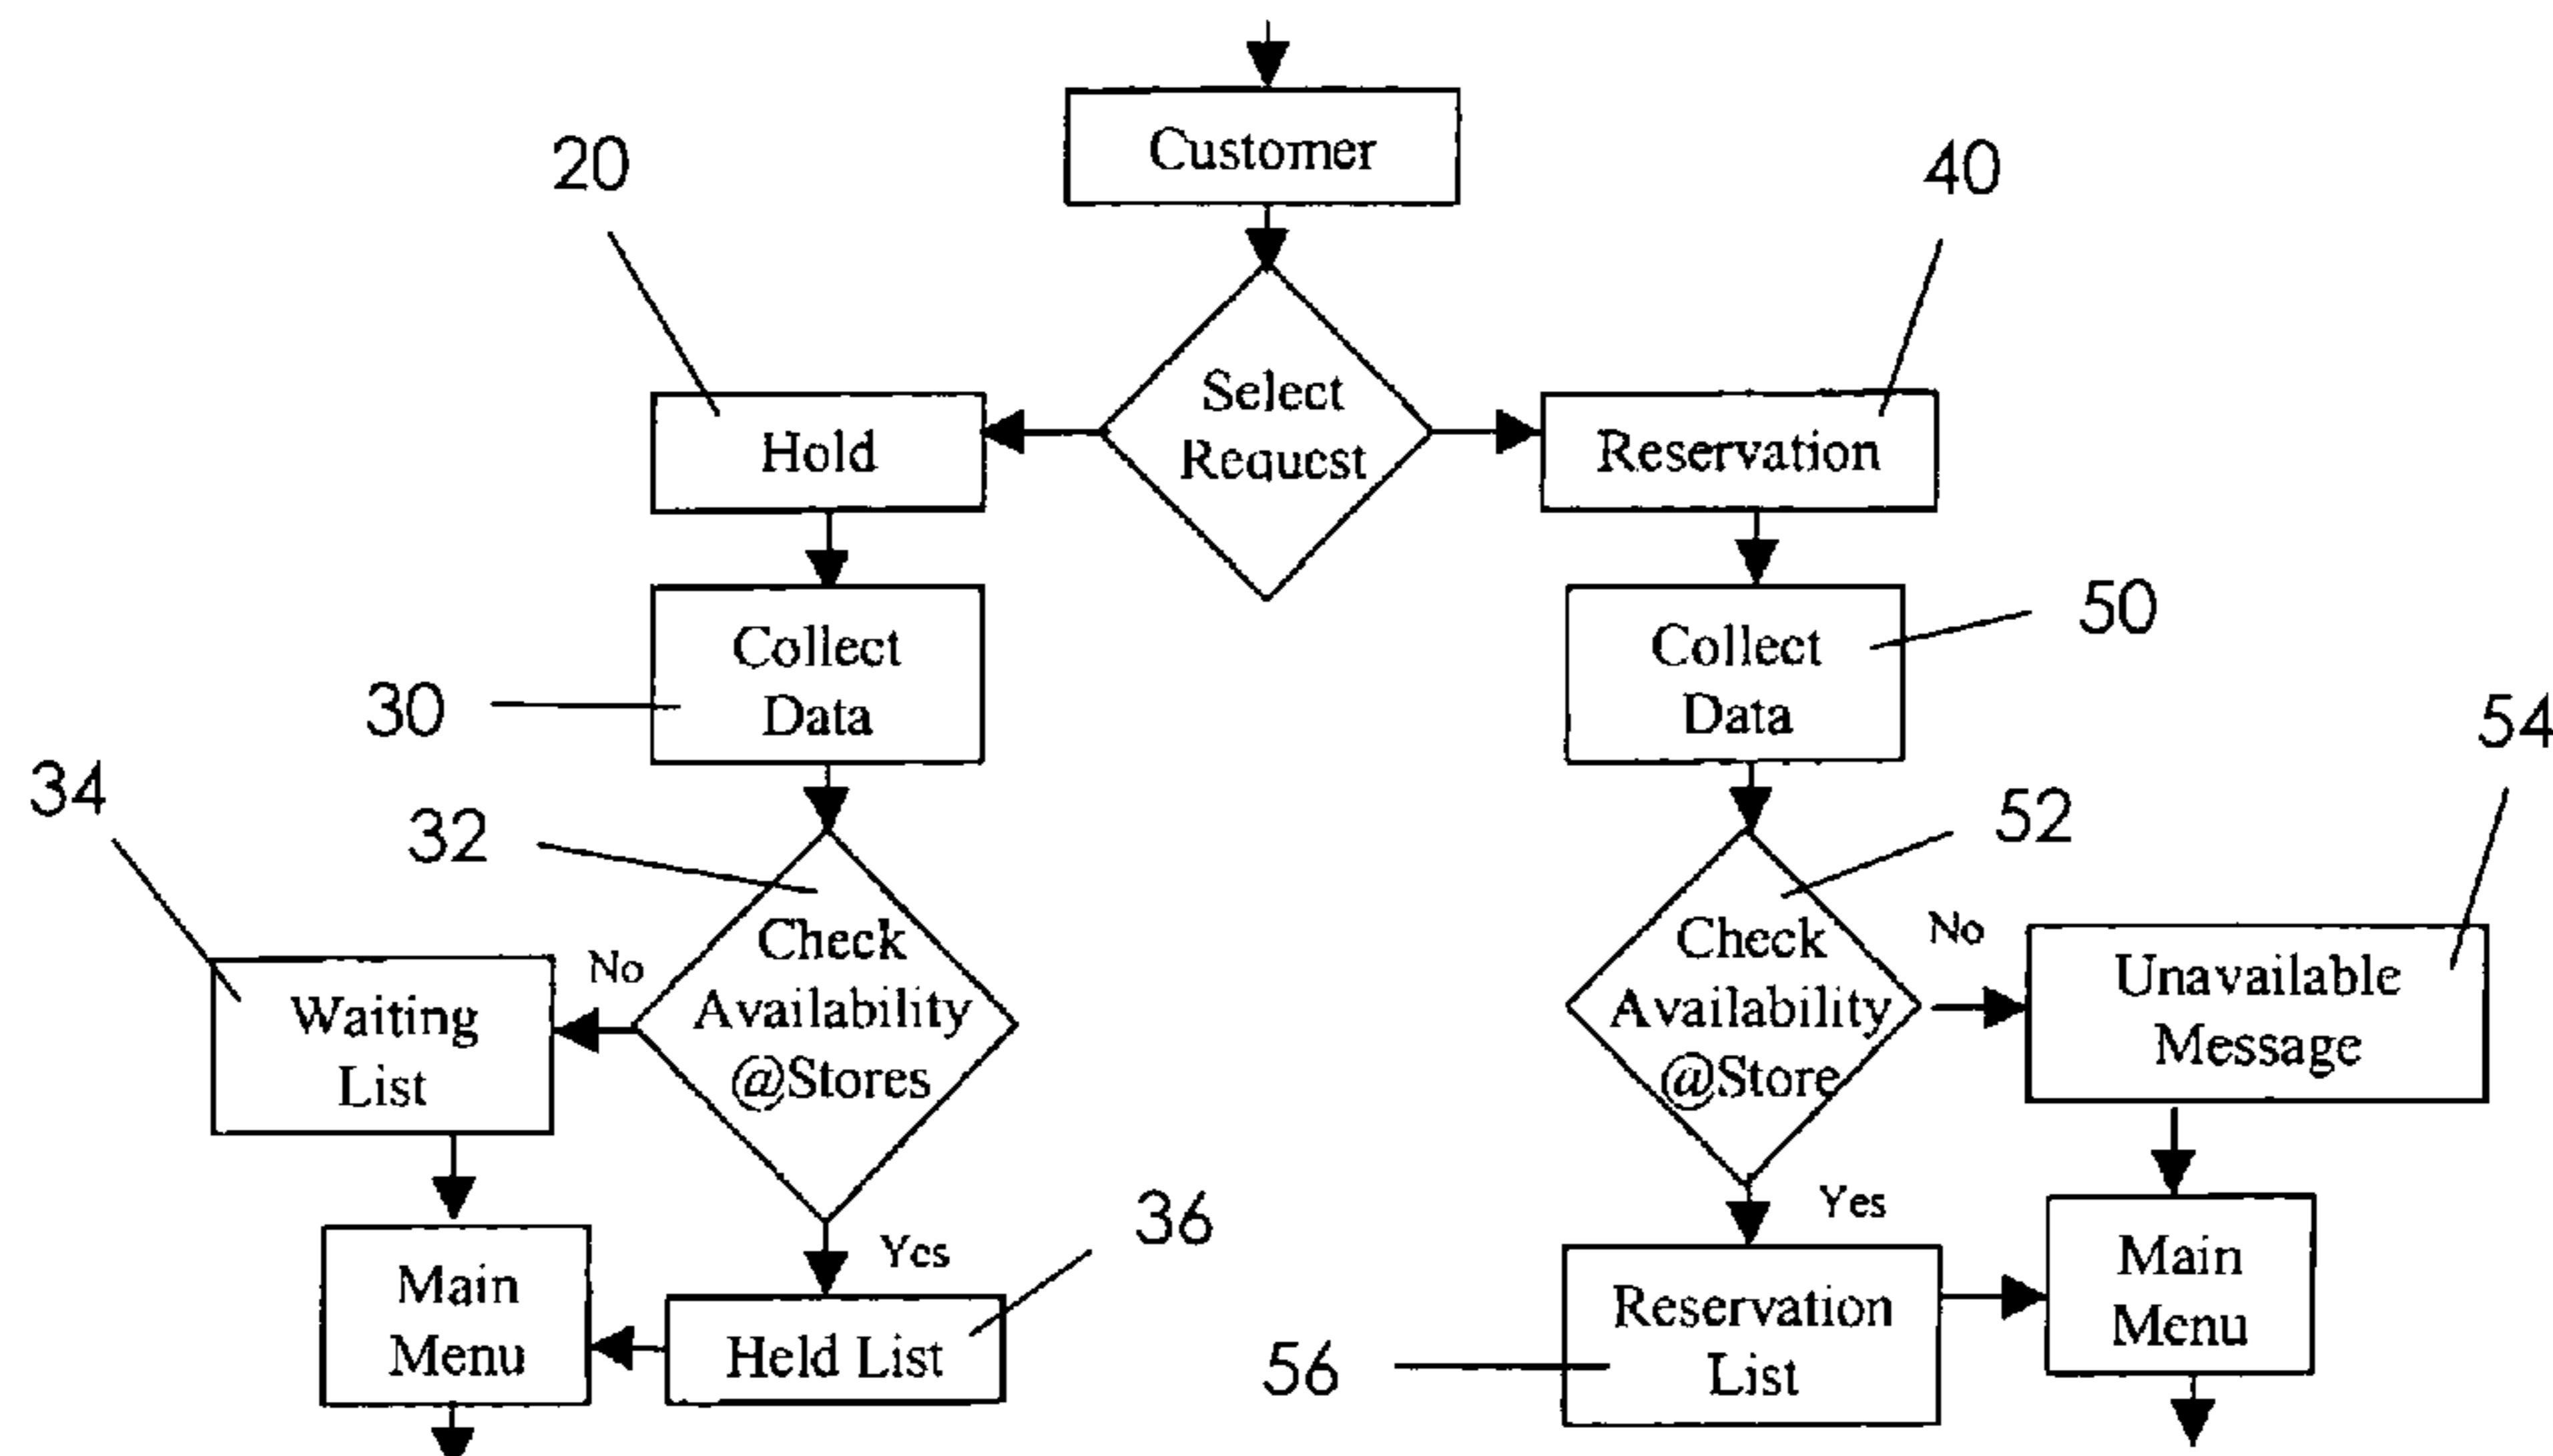 Customer
20
40
Select
Request
Hold
Reservation
Collect
Data
30
Collect
Data
50
34
32
52
54
Check
Availability
@Stores
No
Waiting
List
Check
Availability
@Store
No
Unavailable
Message
Yes
36
Yes
Main
Menu
Held List
Reservation
List
56
Main
Menu